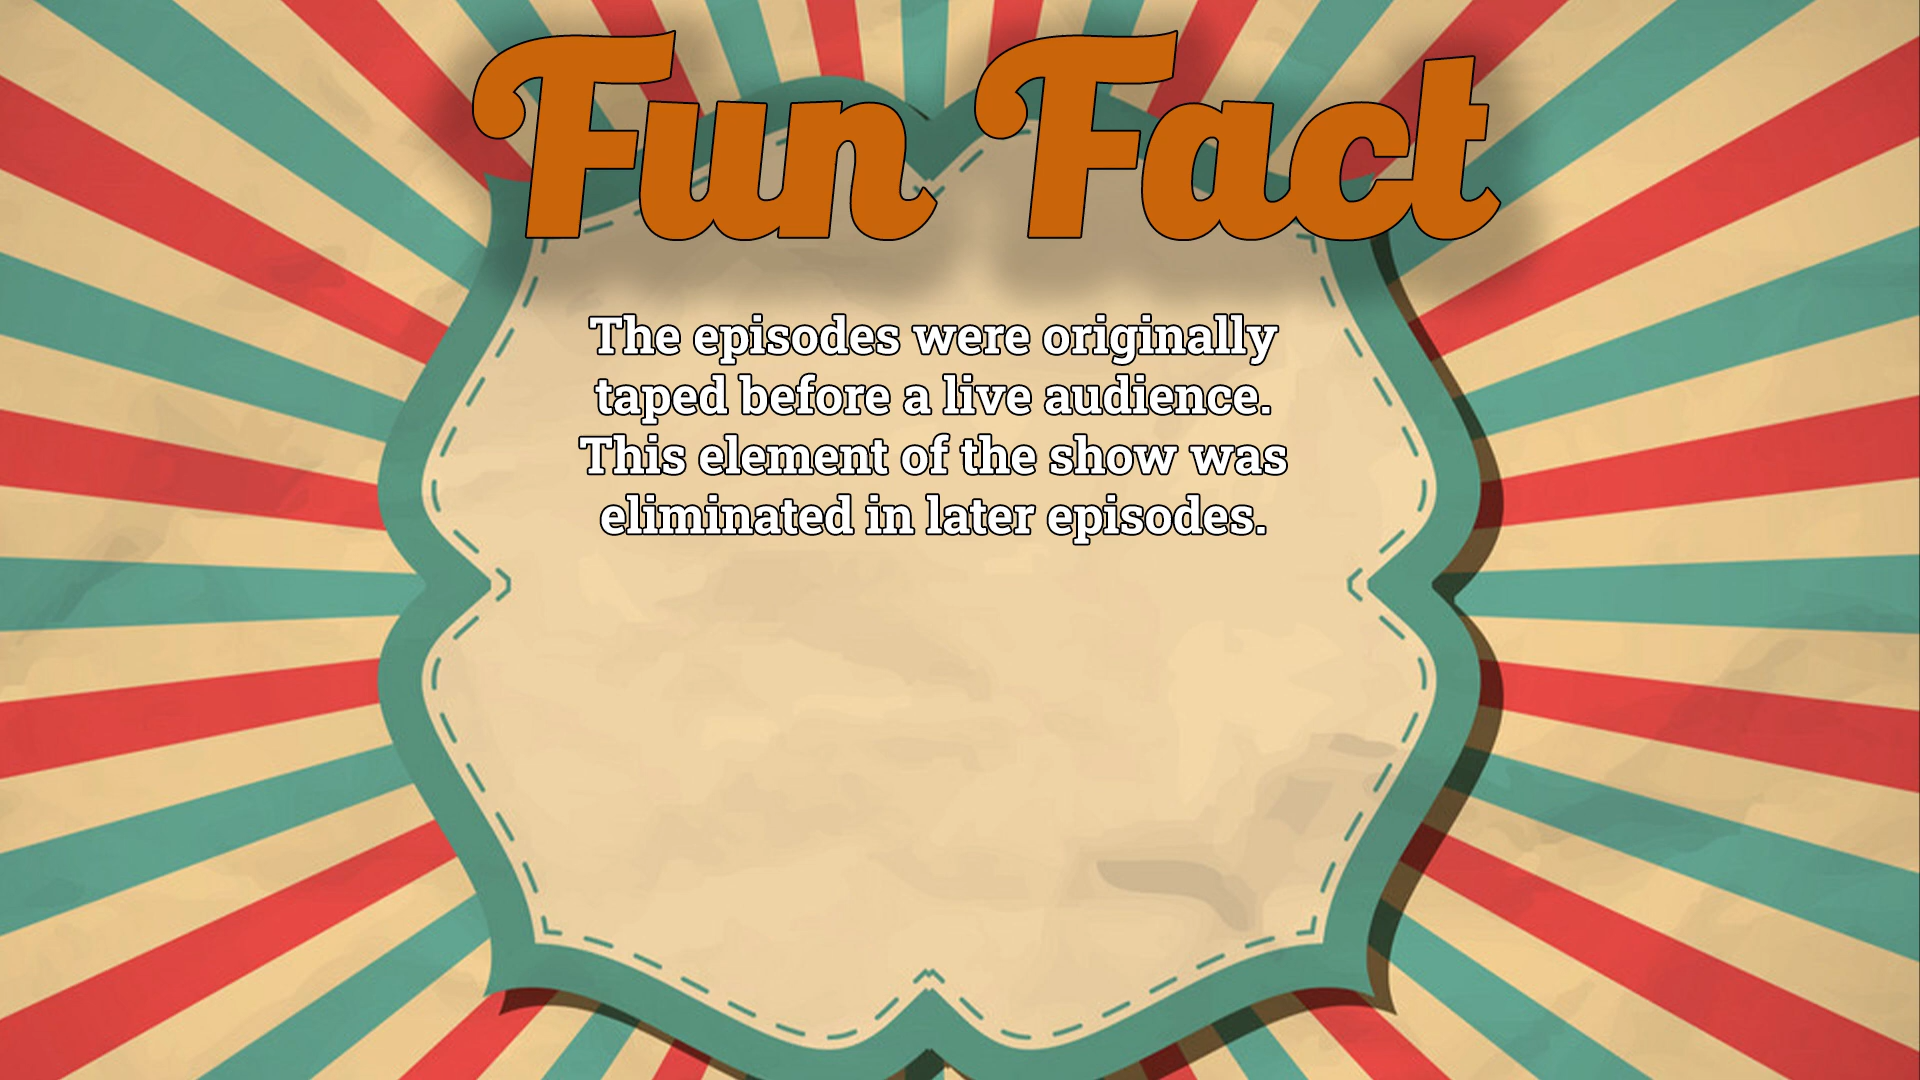 Fun Fact
The episodes were originally
taped before a live audience.
This element of the show was
eliminated in later episodes.